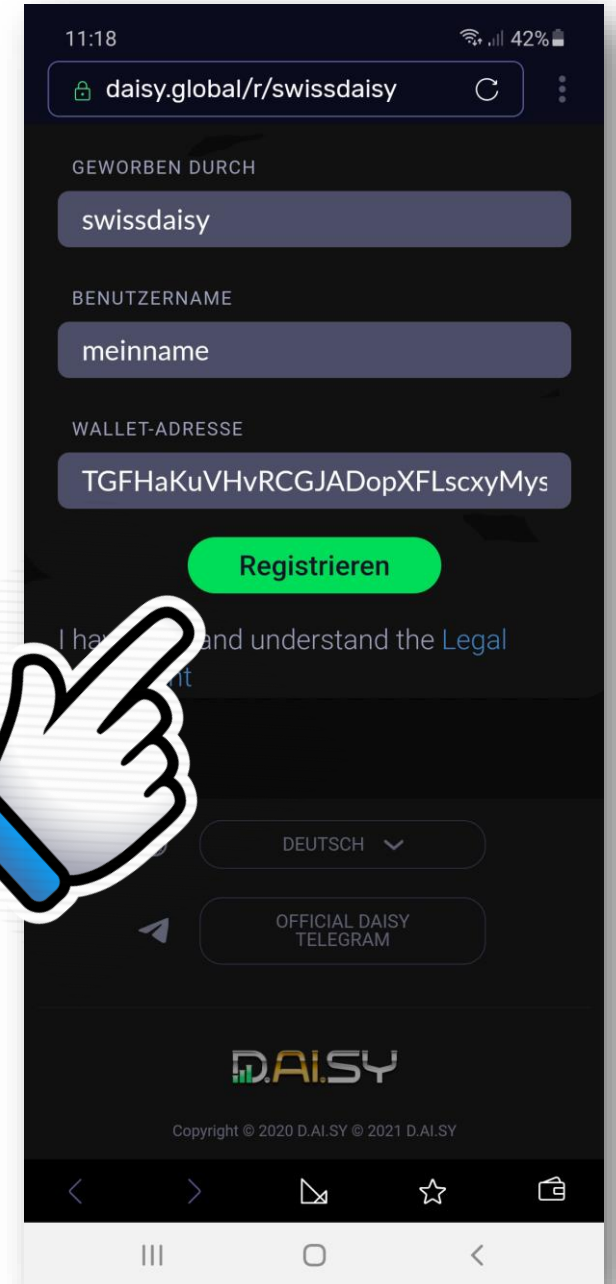 11:18
42%
daisy.global/r/swissdaisy
GEWORBEN DURCH
swissdaisy
BENUTZERNAME
meinname
WALLET-ADRESSE
TGFHaKuVHvRCGJADopXFLscxyMys
Registrieren
I and understand the Legal
DEUTSCH
OFFICIAL DAISY
TELEGRAM
D.AI.SY
Copyright © 2020 D.AI.SY © 2021 D.AI.SY